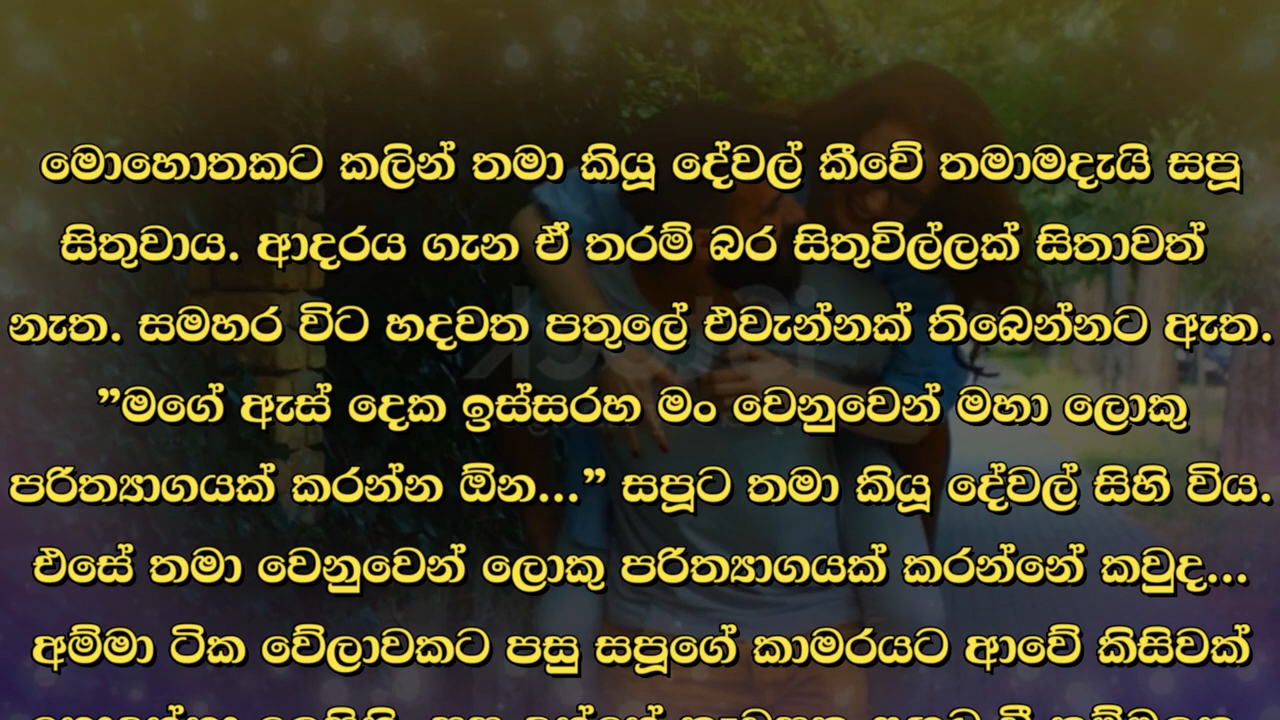 මොහොතකට කලින් තමා කියූ දේවල් කීවේ තමාමදැයි සපූ
සිතුවාය. ආදරය ගැන ඒ තරම් බර සිතුවිල්ලක් සිතාවත්
නැත. සමහර විට හදවත පතුලේ එවැන්නක් තිබෙන්නට ඇත.
”මගේ ඇස් දෙක ඉස්සරහ මං වෙනුවෙන් මහා ලොකු
පරිත්‍යාගයක් කරන්න ඕන...” සපූට තමා කියූ දේවල් සිහි විය.
එසේ තමා වෙනුවෙන් ලොකු පරිත්‍යාගයක් කරන්නේ කවුද...
අම්මා ටික වේලාවකට පසු සපූගේ කාමරයට ආවේ කිසිවක්